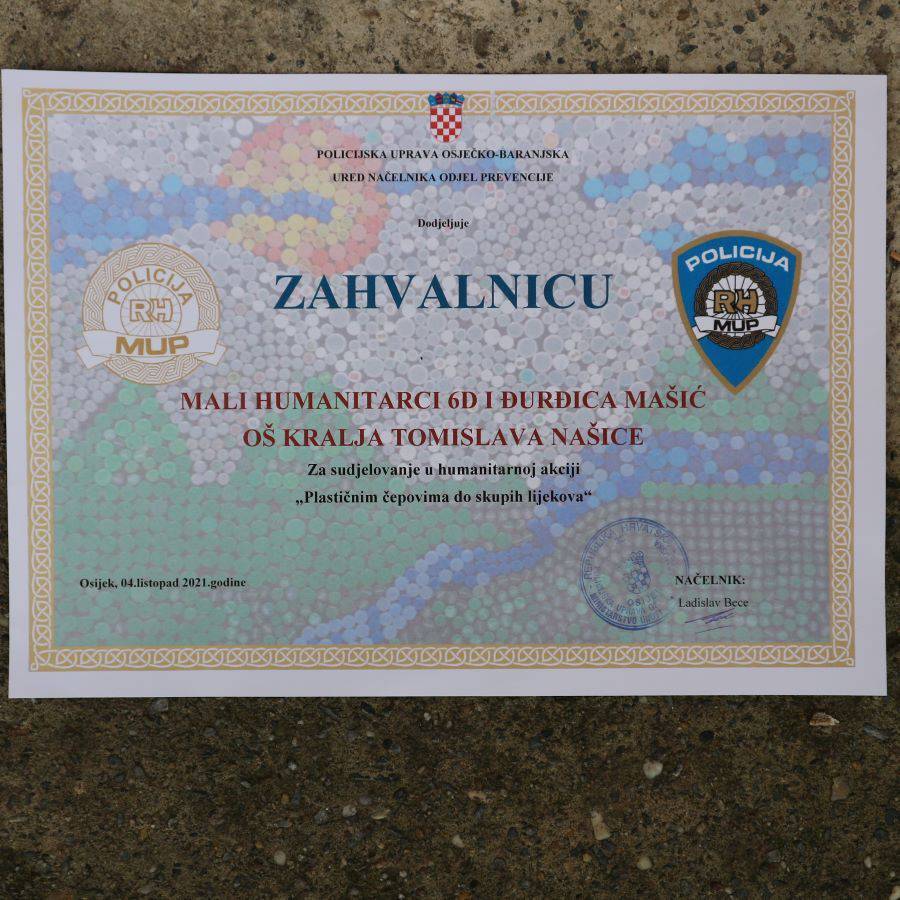 POLICIJSKA UPRAVA OSJEČKO-BARANJSKA
URED NAČELNIKA ODJEL PREVENCIJE
Dodjeljuje
ZAHVALNICU
POLICIJA
RH
MUP
POLICIJA
RH
MUP
MALI HUMANITARCI 6D I ĐURĐICA MAŠIĆ
OŠ KRALJA TOMISLAVA NAŠICE
Za sudjelovanje u humanitarnoj akciji
„Plastičnim čepovima do skupih lijekova“
Osijek, 04.listopad 2021.godine
NAČELNIK:
Ladislav Bece